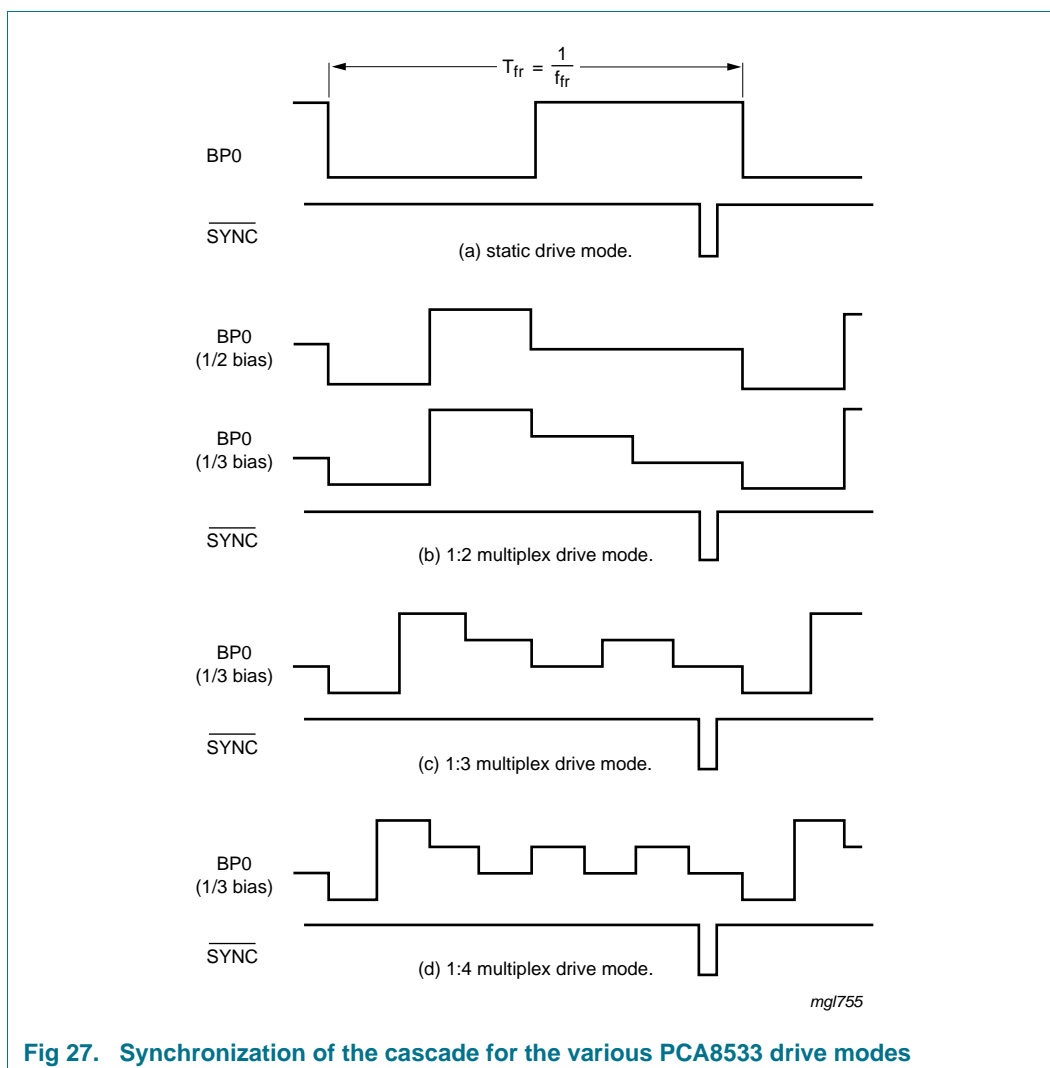 Tfr = 1/ffr
BP0
SYNC
(a) static drive mode.
BP0
(1/2 bias)
BP0
(1/3 bias)
SYNC
(b) 1:2 multiplex drive mode.
BP0
(1/3 bias)
SYNC
(c) 1:3 multiplex drive mode.
BP0
(1/3 bias)
SYNC
(d) 1:4 multiplex drive mode.
mgl755
Fig 27. Synchronization of the cascade for the various PCA8533 drive modes